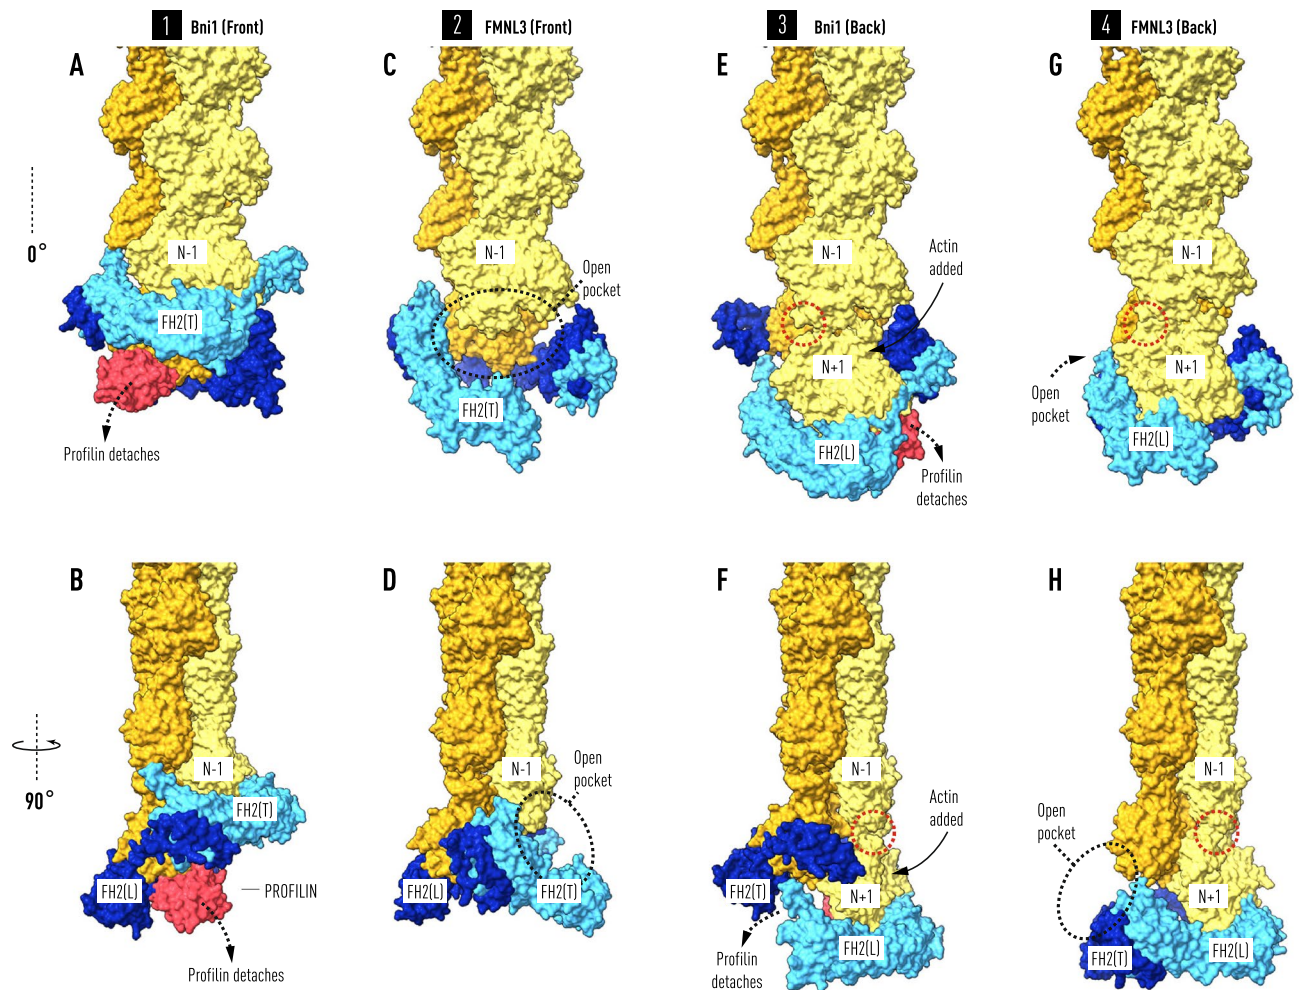 1 Bni1 (Front)
2 FMNL3 (Front)
3 Bni1 (Back)
4 FMNL3 (Back)
A
C
E
G
0°
N-1
FH2(T)
Profilin detaches
N-1
Open
pocket
FH2(T)
N-1
Actin
added
N+1
FH2(L)
Profilin
detaches
N-1
N+1
Open
pocket
FH2(L)
B
D
F
H
90°
N-1
FH2(T)
FH2(L)
PROFILIN
Profilin detaches
N-1
Open
pocket
FH2(L)
FH2(T)
N-1
Actin
added
FH2(T)
N+1
FH2(L)
Profilin
detaches
N-1
Open
pocket
N+1
FH2(T)
FH2(L)